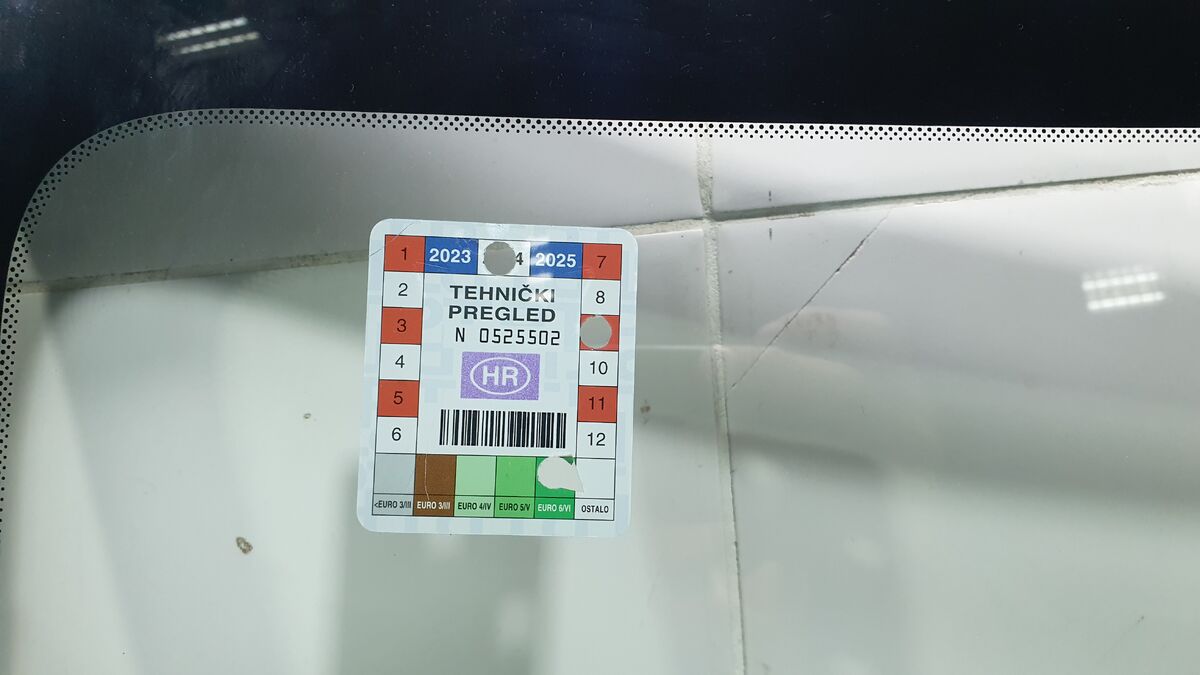 1 2023 4 2025 7
2 8
TEHNIČKI
PREGLED
3
N 0525502
4 10
HR
5 11
6 12
<EURO 3/III EURO 3/III EURO 4/IV EURO 5/V EURO 6/VI OSTALO